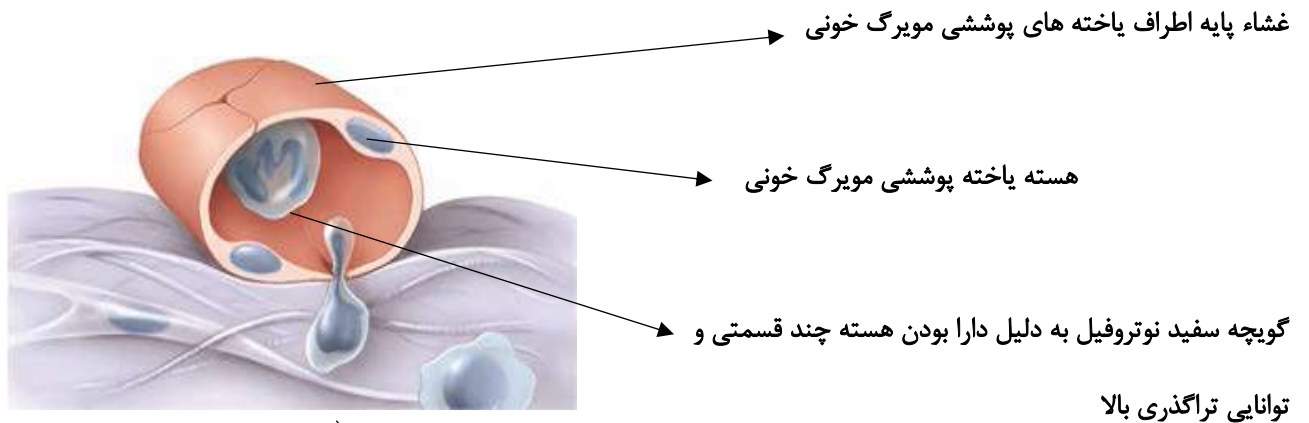 غشاء پایه اطراف یاخته های پوششی مویرگ خونی
هسته یاخته پوششی مویرگ خونی
گویچه سفید نوتروفیل به دلیل دارا بودن هسته چند قسمتی و
توانایی تراگذری بالا